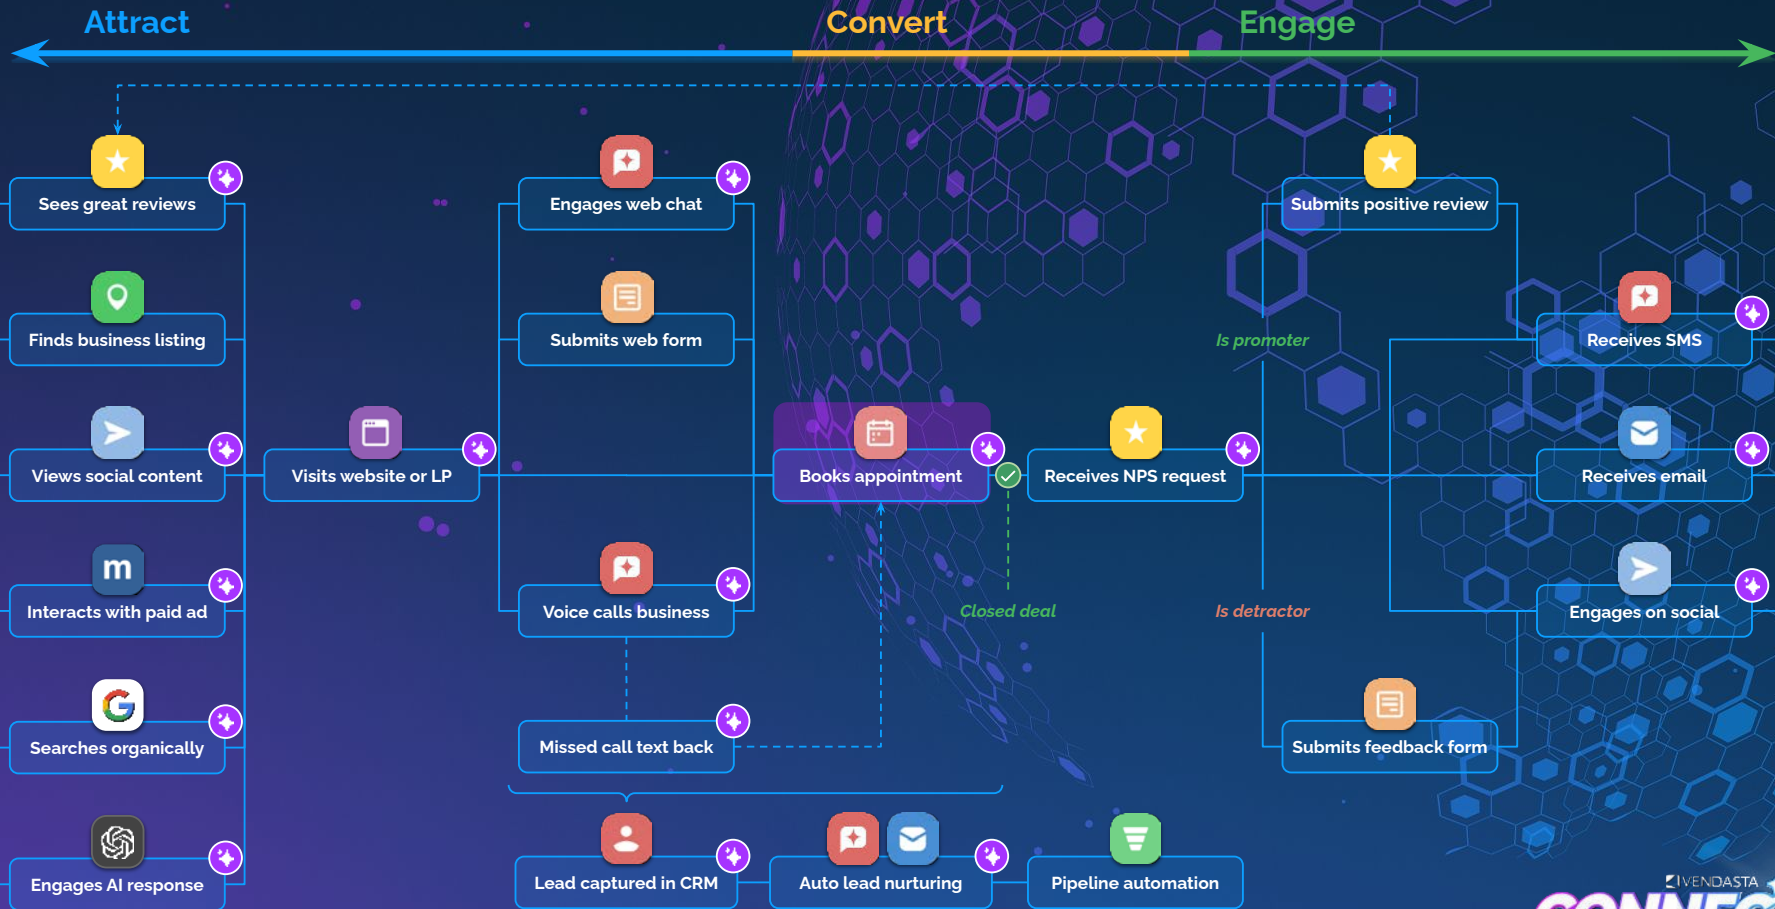 Attract
Convert
Engage
Sees great reviews
Engages web chat
Submits positive review
Finds business listing
Submits web form
Is promoter
Receives SMS
Views social content
Visits website or LP
Books appointment
Receives NPS request
Receives email
m
Interacts with paid ad
Voice calls business
Closed deal
Is detractor
Engages on social
G
Searches organically
Missed call text back
Submits feedback form
Engages AI response
Lead captured in CRM
Auto lead nurturing
Pipeline automation
VENDASTA